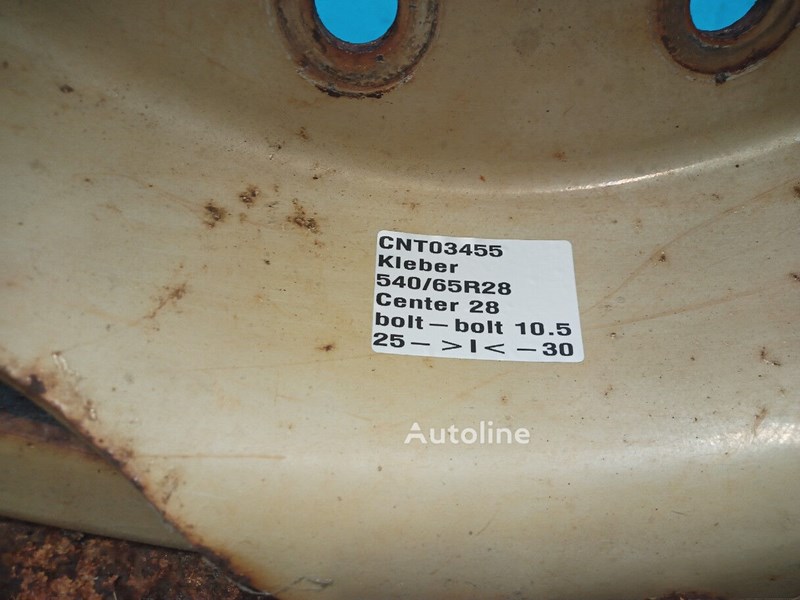 CNT03455
Kleber
540/65R28
Center 28
bolt – bolt 10.5
25 – > I < – 30
Autoline